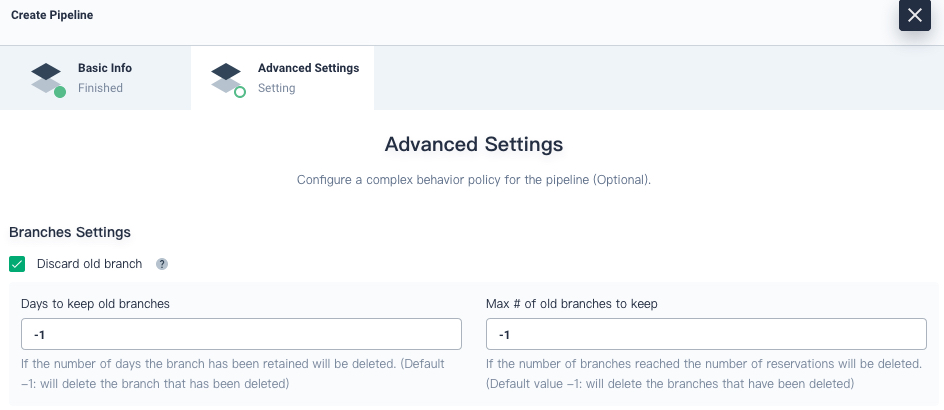 Create Pipeline
Basic Info
Finished
Advanced Settings
Setting
Advanced Settings
Configure a complex behavior policy for the pipeline (Optional).
Branches Settings
Discard old branch ?
Days to keep old branches
-1
If the number of days the branch has been retained will be deleted. (Default
-1: will delete the branch that has been deleted)
Max # of old branches to keep
-1
If the number of branches reached the number of reservations will be deleted.
(Default value -1: will delete the branches that have been deleted)